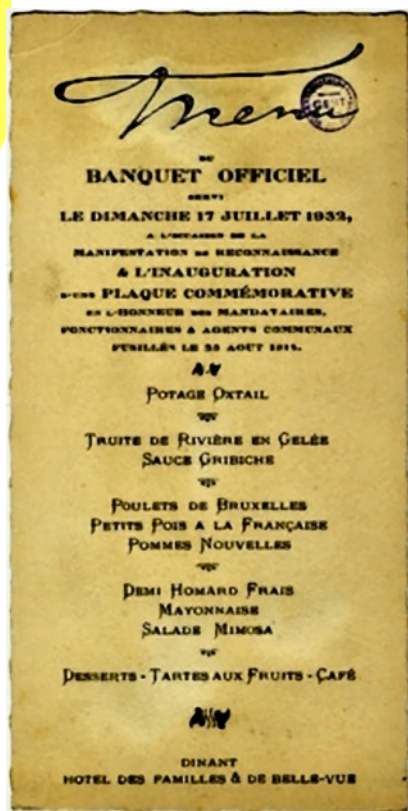 Menu
GENT
DU
BANQUET OFFICIEL
SERVI
LE DIMANCHE 17 JUILLET 1932,
A L'OCCASION DE LA
MANIFESTATION DE RECONNAISSANCE
& L'INAUGURATION
D'UNE PLAQUE COMMÉMORATIVE
EN L'HONNEUR DES MANDATAIRES,
FONCTIONNAIRES & AGENTS COMMUNAUX
FUSILLÉS LE 23 AOUT 1914.
POTAGE OXTAIL
TRUITE DE RIVIÈRE EN GELÉE
SAUCE GRIBICHE
POULETS DE BRUXELLES
PETITS POIS A LA FRANÇAISE
POMMES NOUVELLES
DEMI HOMARD FRAIS
MAYONNAISE
SALADE MIMOSA
DESSERTS - TARTES AUX FRUITS - CAFÉ
DINANT
HOTEL DES FAMILLES & DE BELLE-VUE